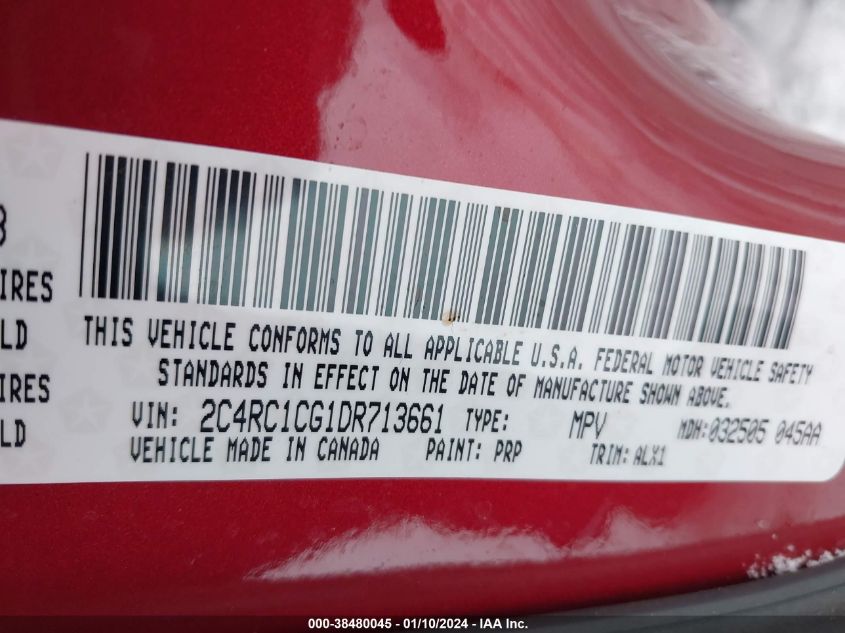 3
IRES
LD
IRES
LD
THIS VEHICLE CONFORMS TO ALL APPLICABLE U.S.A. FEDERAL MOTOR VEHICLE SAFETY
STANDARDS IN EFFECT ON THE DATE OF MANUFACTURE SHOWN ABOVE.
VIN: 2C4RC1CG1DR713661 TYPE: MPV MDH:032505 045AA
VEHICLE MADE IN CANADA PAINT: PRP TRIM: ALX1
000-38480045 - 01/10/2024 - IAA Inc.